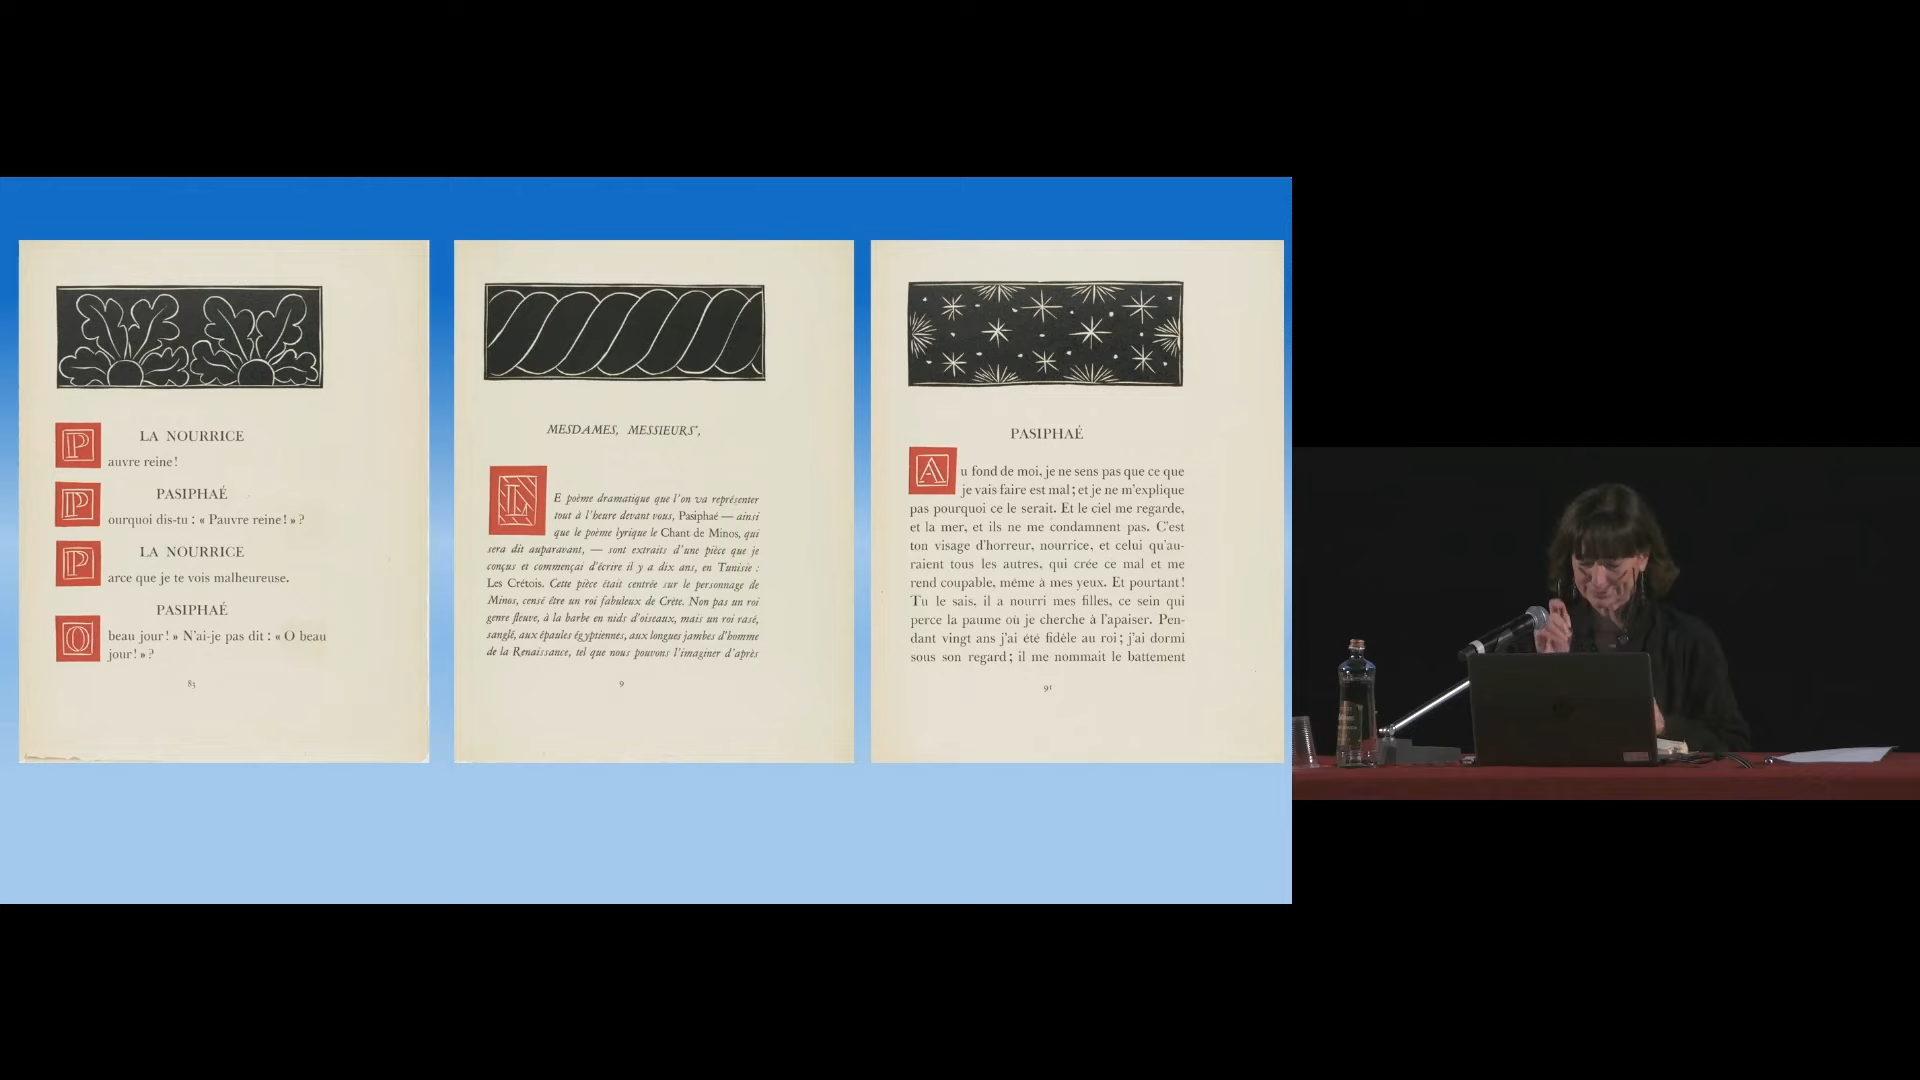 LA NOURRICE
P auvre reine !
PASIPHAÉ
P ourquoi dis-tu : « Pauvre reine ! » ?
LA NOURRICE
P arce que je te vois malheureuse.
PASIPHAÉ
O beau jour ! » N'ai-je pas dit : « O beau
jour ! » ?
83
MESDAMES, MESSIEURS,
L E poème dramatique que l'on va représenter
tout à l'heure devant vous, Pasiphaé — ainsi
que le poème lyrique le Chant de Minos, qui
sera dit auparavant, — sont extraits d'une pièce que je
conçus et commençai d'écrire il y a dix ans, en Tunisie :
Les Crétois. Cette pièce était centrée sur le personnage de
Minos, censé être un roi fabuleux de Crète. Non pas un roi
genre fleuve, à la barbe en nids d'oiseaux, mais un roi rasé,
sanglé, aux épaules égyptiennes, aux longues jambes d'homme
de la Renaissance, tel que nous pouvons l'imaginer d'après
9
PASIPHAÉ
A u fond de moi, je ne sens pas que ce que
je vais faire est mal ; et je ne m'explique
pas pourquoi ce le serait. Et le ciel me regarde,
et la mer, et ils ne me condamnent pas. C'est
ton visage d'horreur, nourrice, et celui qu'au-
raient tous les autres, qui crée ce mal et me
rend coupable, même à mes yeux. Et pourtant !
Tu le sais, il a nourri mes filles, ce sein qui
perce la paume où je cherche à l'apaiser. Pen-
dant vingt ans j'ai été fidèle au roi ; j'ai dormi
sous son regard ; il me nommait le battement
91